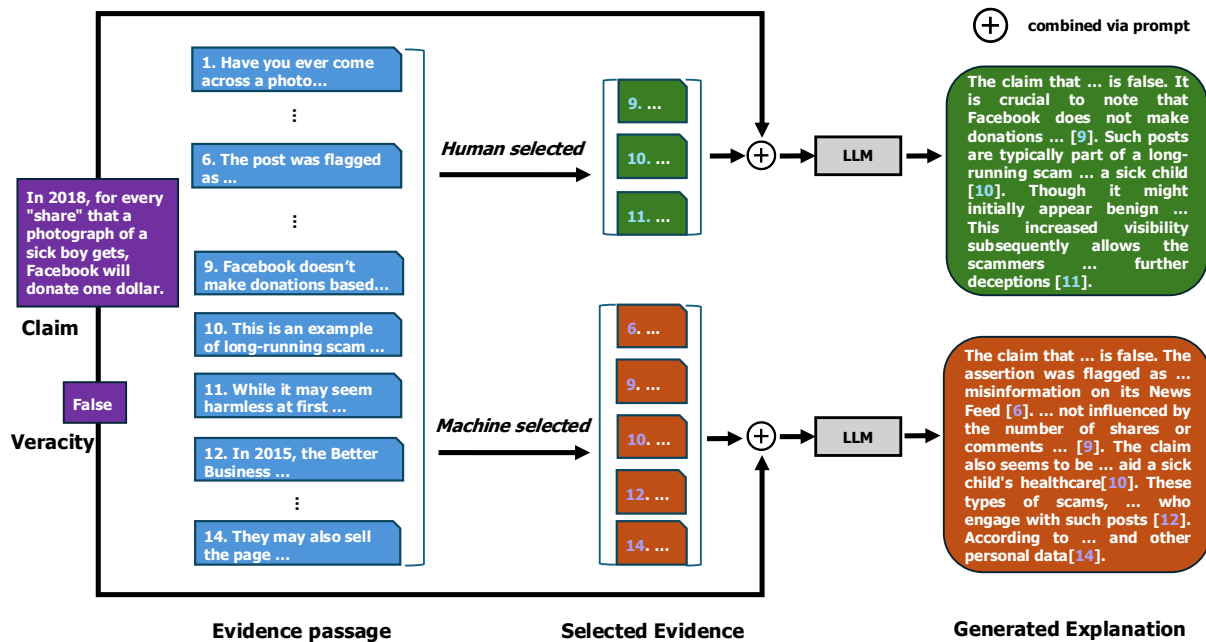 combined via prompt
1. Have you ever come
across a photo...
...
6. The post was flagged
as ...
...
9. Facebook doesn’t
make donations based...
10. This is an example
of long-running scam ...
11. While it may seem
harmless at first ...
12. In 2015, the Better
Business ...
...
14. They may also sell
the page ...
In 2018, for every
"share" that a
photograph of a
sick boy gets,
Facebook will
donate one dollar.
Claim
False
Veracity
Human selected
Machine selected
9. ...
10. ...
11. ...
6. ...
9. ...
10. ...
12. ...
14. ...
LLM
LLM
The claim that ... is false. It
is crucial to note that
Facebook does not make
donations ... [9]. Such posts
are typically part of a long-
running scam ... a sick child
[10]. Though it might
initially appear benign ...
This increased visibility
subsequently allows the
scammers ... further
deceptions [11].
The claim that ... is false. The
assertion was flagged as ...
misinformation on its News
Feed [6]. ... not influenced by
the number of shares or
comments ... [9]. The claim
also seems to be ... aid a sick
child's healthcare[10]. These
types of scams, ... who
engage with such posts [12].
According to ... and other
personal data[14].
Evidence passage
Selected Evidence
Generated Explanation